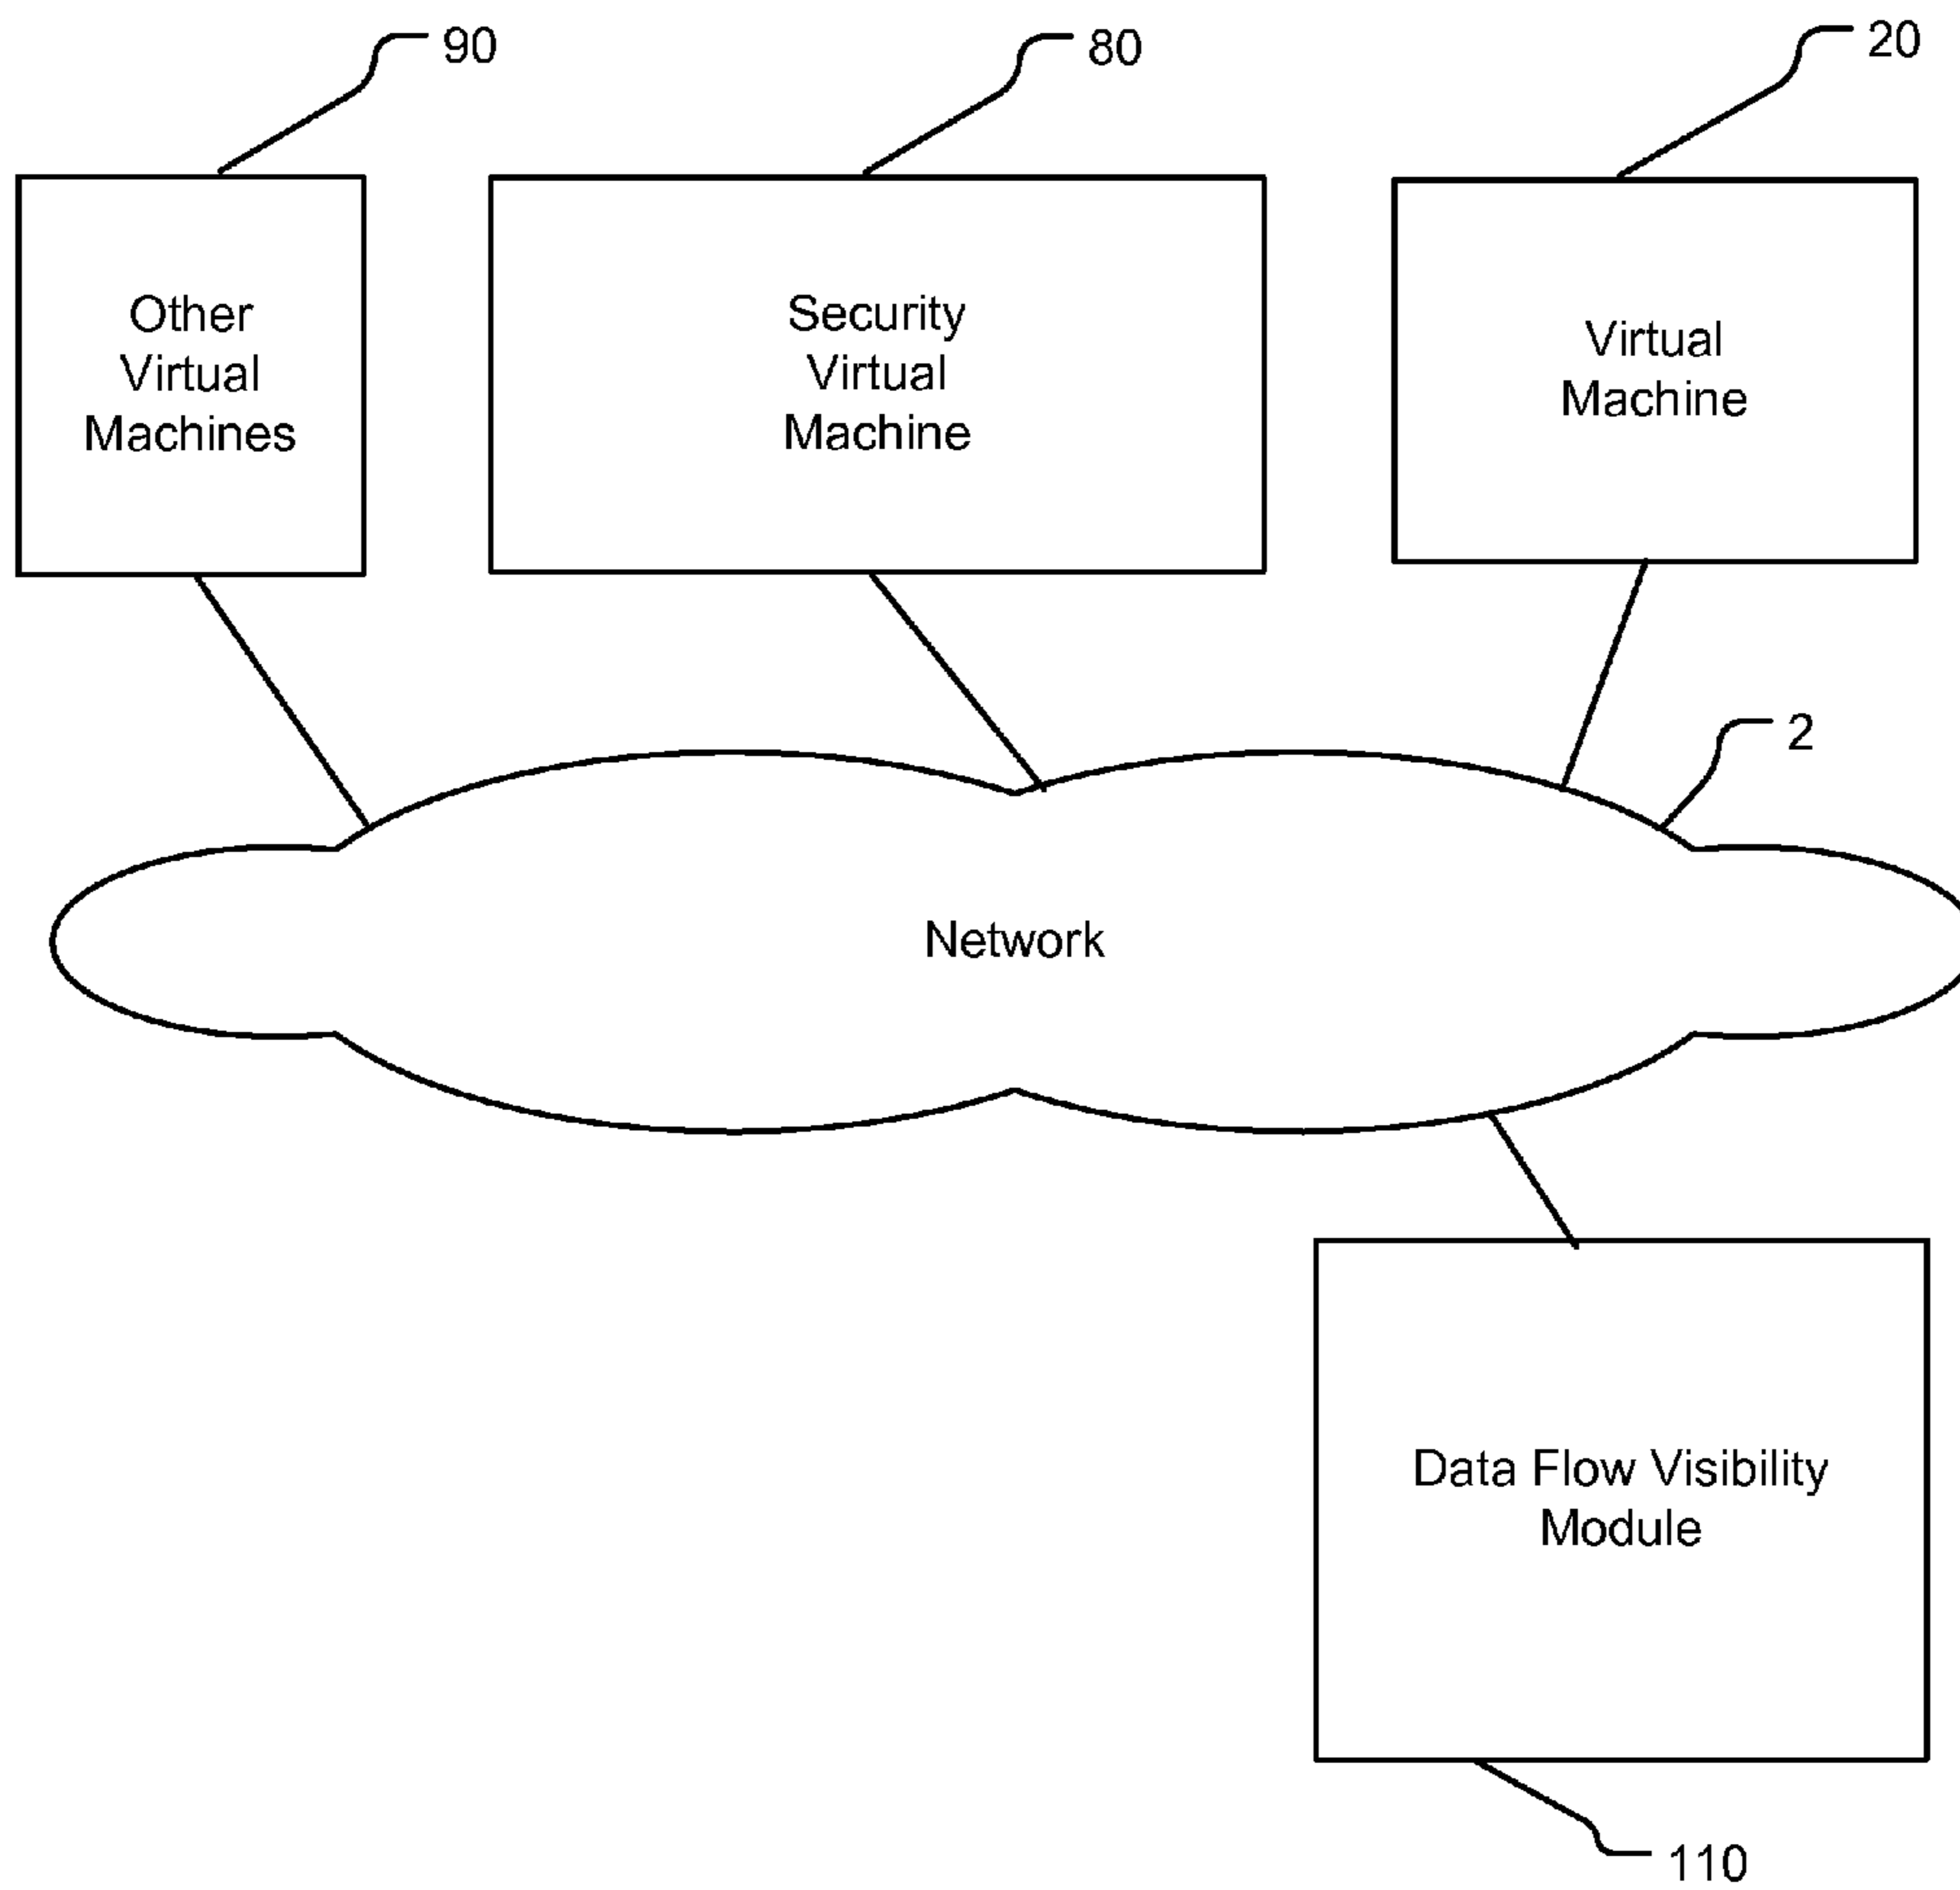 90
80
20
Other
Virtual
Machines
Security
Virtual
Machine
Virtual
Machine
2
Network
Data Flow Visibility
Module
110